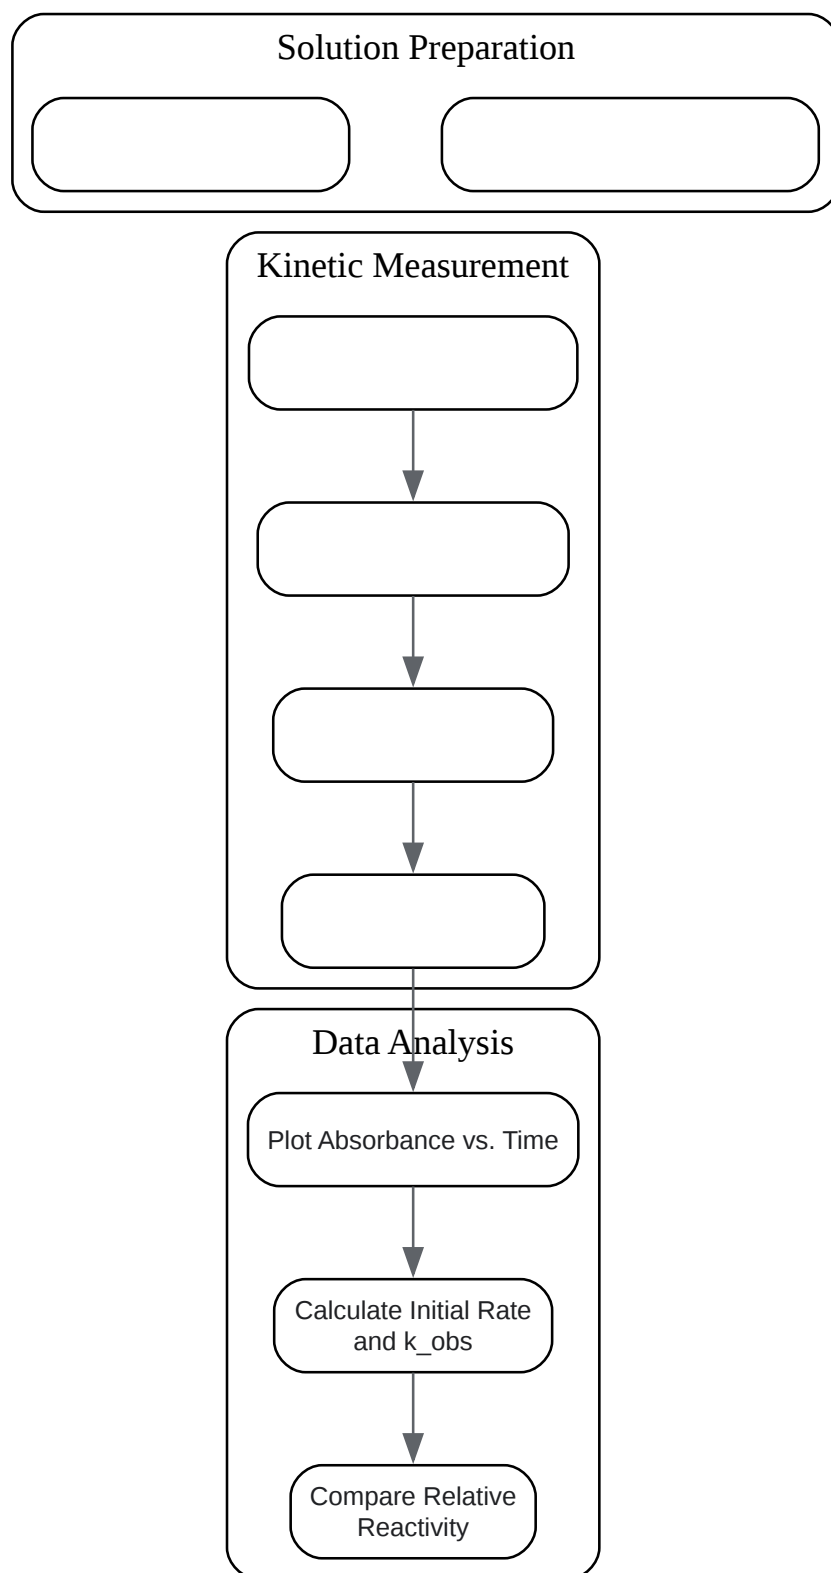 Solution Preparation
Kinetic Measurement
Data Analysis
Plot Absorbance vs. Time
Calculate Initial Rate
and k_obs
Compare Relative
Reactivity